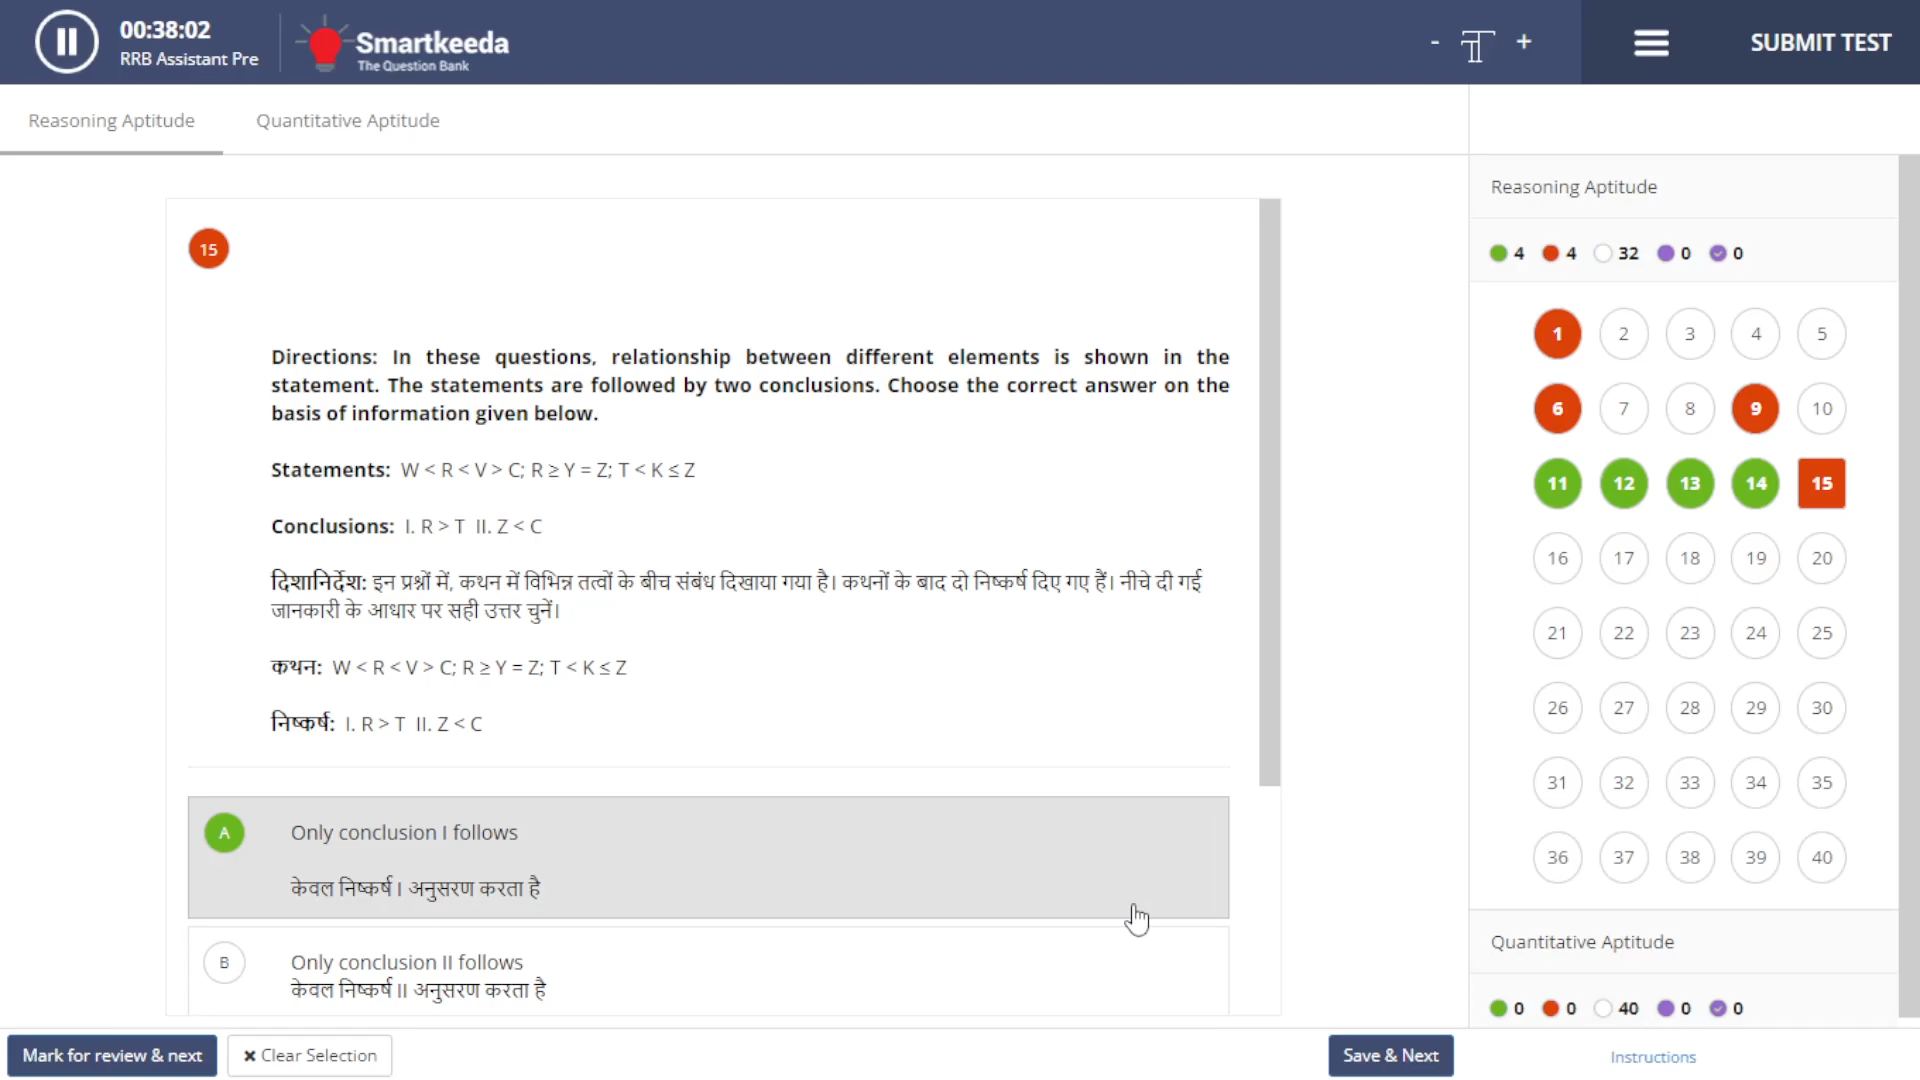 00:38:02
RRB Assistant Pre
Smartkeeda
The Question Bank
- T +
SUBMIT TEST
Reasoning Aptitude
Quantitative Aptitude
15
Directions: In these questions, relationship between different elements is shown in the
statement. The statements are followed by two conclusions. Choose the correct answer on the
basis of information given below.
Statements: W < R < V > C; R ≥ Y = Z; T < K ≤ Z
Conclusions: I. R > T II. Z < C
दिशानिर्देश: इन प्रश्नों में, कथन में विभिन्न तत्वों के बीच संबंध दिखाया गया है। कथनों के बाद दो निष्कर्ष दिए गए हैं। नीचे दी गई
जानकारी के आधार पर सही उत्तर चुनें।
कथन: W < R < V > C; R ≥ Y = Z; T < K ≤ Z
निष्कर्ष: I. R > T II. Z < C
A Only conclusion I follows
केवल निष्कर्ष I अनुसरण करता है
B Only conclusion II follows
केवल निष्कर्ष II अनुसरण करता है
Mark for review & next
✖ Clear Selection
Save & Next
Reasoning Aptitude
4 4 32 0 0
1 2 3 4 5
6 7 8 9 10
11 12 13 14 15
16 17 18 19 20
21 22 23 24 25
26 27 28 29 30
31 32 33 34 35
36 37 38 39 40
Quantitative Aptitude
0 0 40 0 0
Instructions